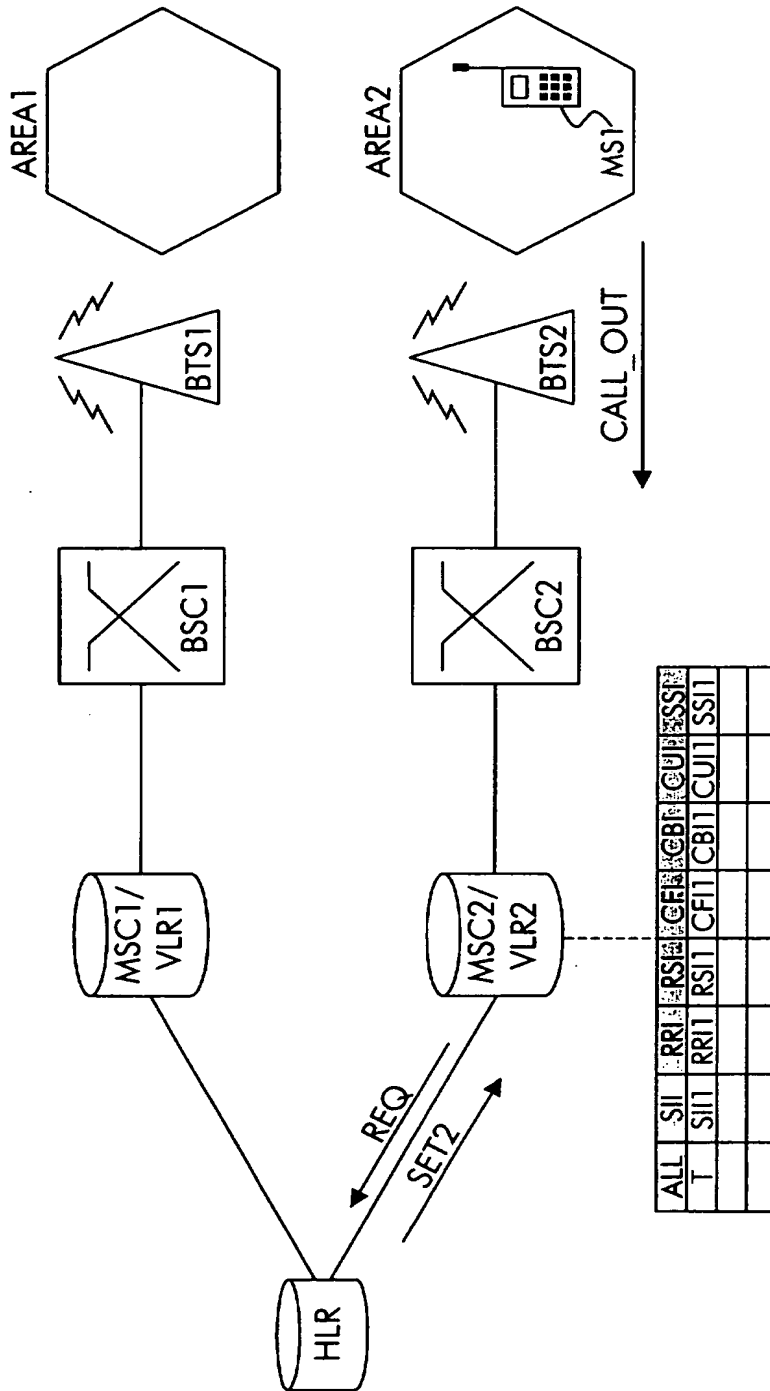 AREA1
BTS1
BSC1
MSC1/
VLR1
HLR
REQ
SET2
MSC2/
VLR2
BSC2
BTS2
AREA2
MS1
CALL_OUT
ALL SII RRI RSI CFI CBI CUI SSI
T SII1 RRI1 RSI1 CFI1 CBI1 CUI1 SSI1